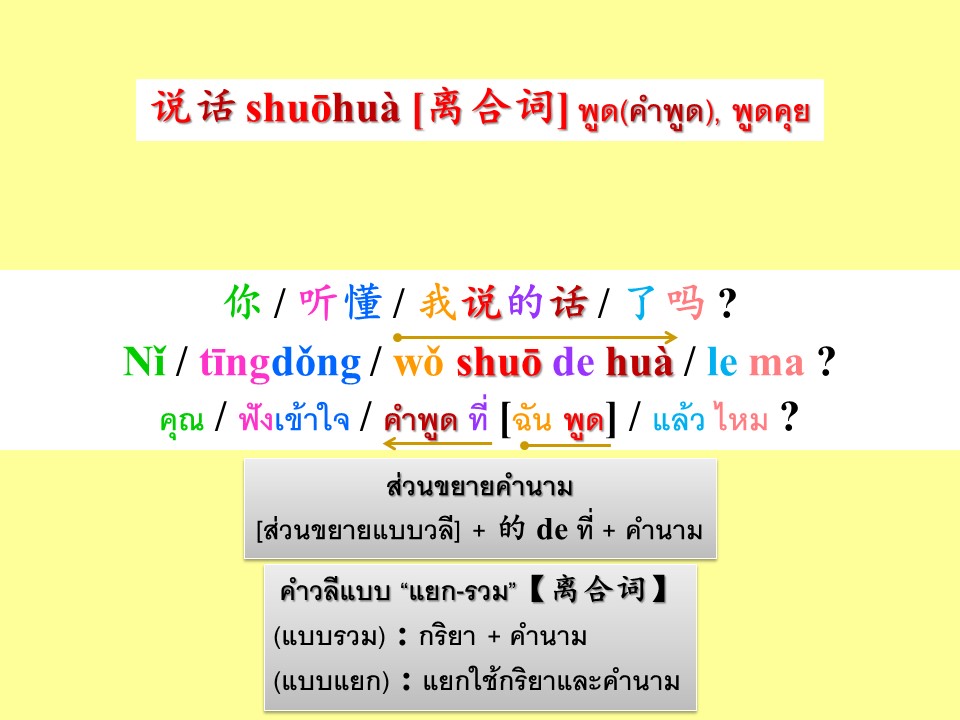 说话 shuōhuà [离合词] พูด(คำพูด), พูดคุย
你 / 听懂 / 我说的话 / 了吗 ?
Nǐ / tīngdǒng / wǒ shuō de huà / le ma ?
คุณ / ฟังเข้าใจ / คำพูด ที่ [ฉัน พูด] / แล้ว ไหม ?
ส่วนขยายคำนาม
[ส่วนขยายแบบวลี] + 的 de ที่ + คำนาม
คำวลีแบบ “แยก-รวม”【离合词】
(แบบรวม) : กริยา + คำนาม
(แบบแยก) : แยกใช้กริยาและคำนาม